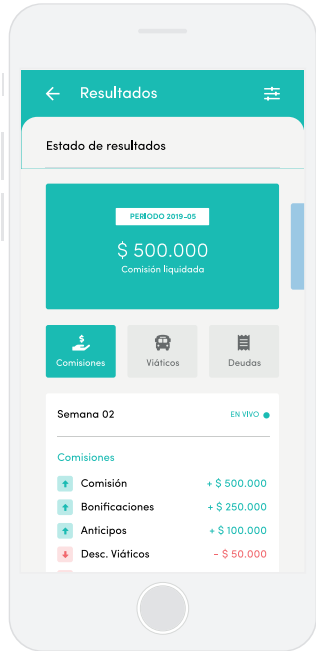 Resultados
Estado de resultados
PERÍODO 2019-05
$ 500.000
Comisión liquidada
Comisiones
Viáticos
Deudas
Semana 02
EN VIVO
Comisiones
Comisión + $ 500.000
Bonificaciones + $ 250.000
Anticipos + $ 100.000
Desc. Viáticos - $ 50.000